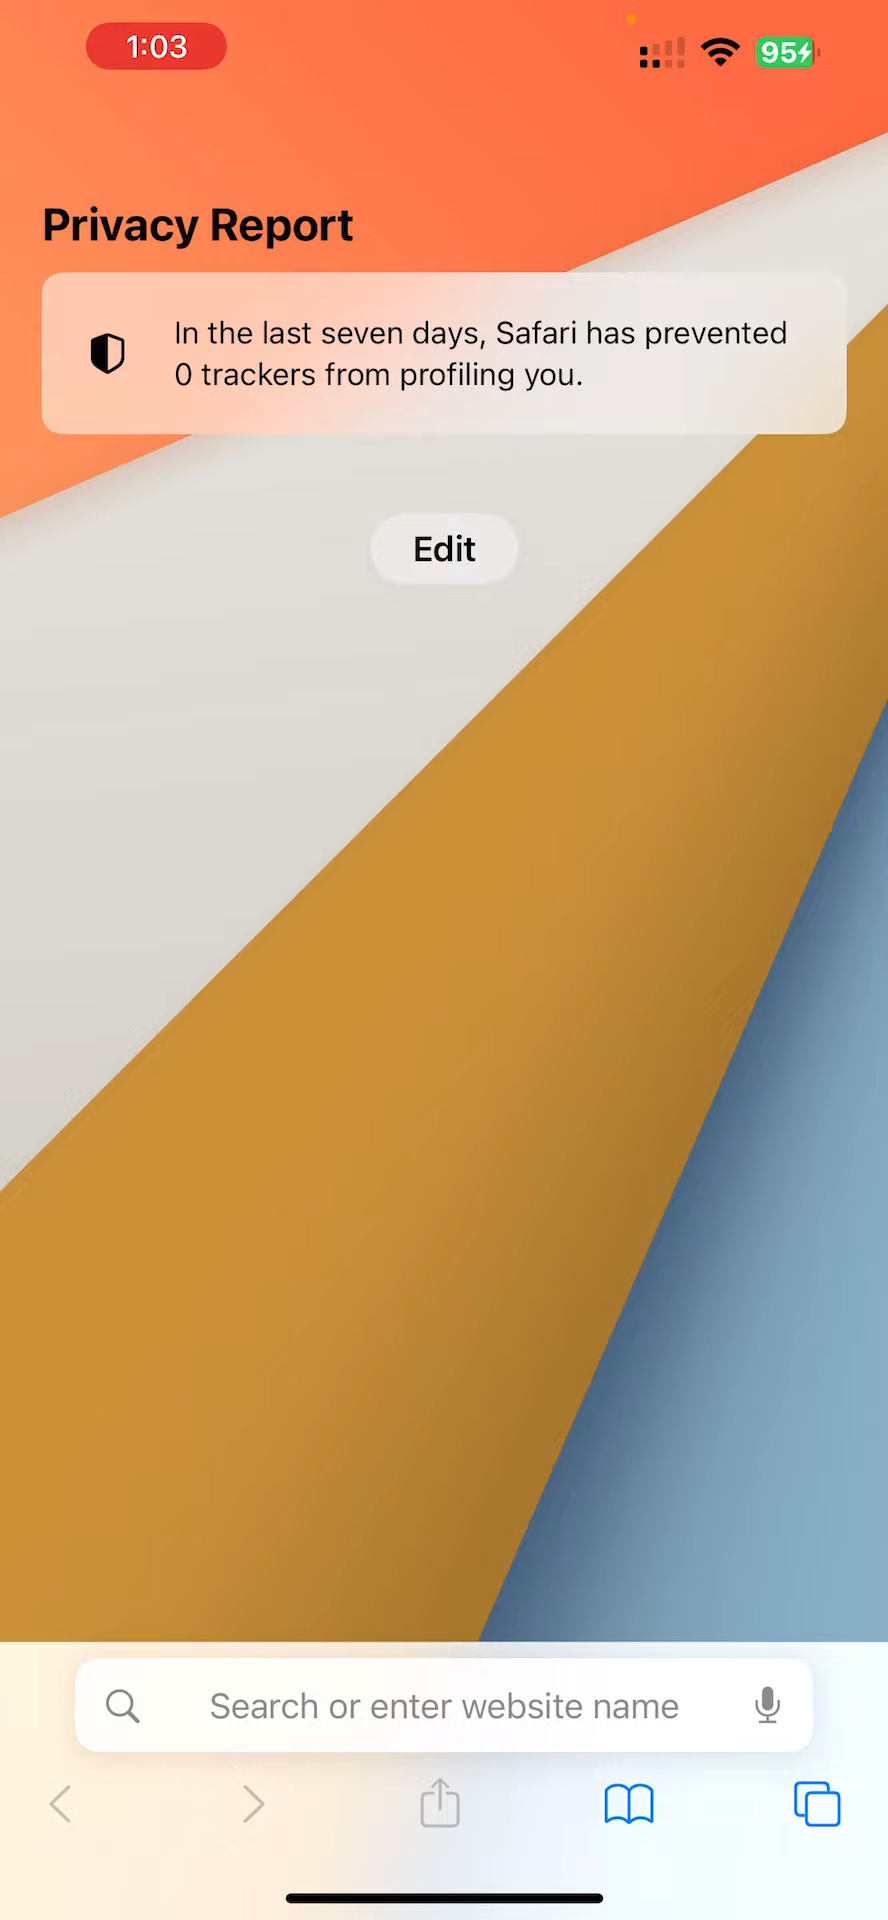 1:03
95
Privacy Report
In the last seven days, Safari has prevented
0 trackers from profiling you.
Edit
Search or enter website name